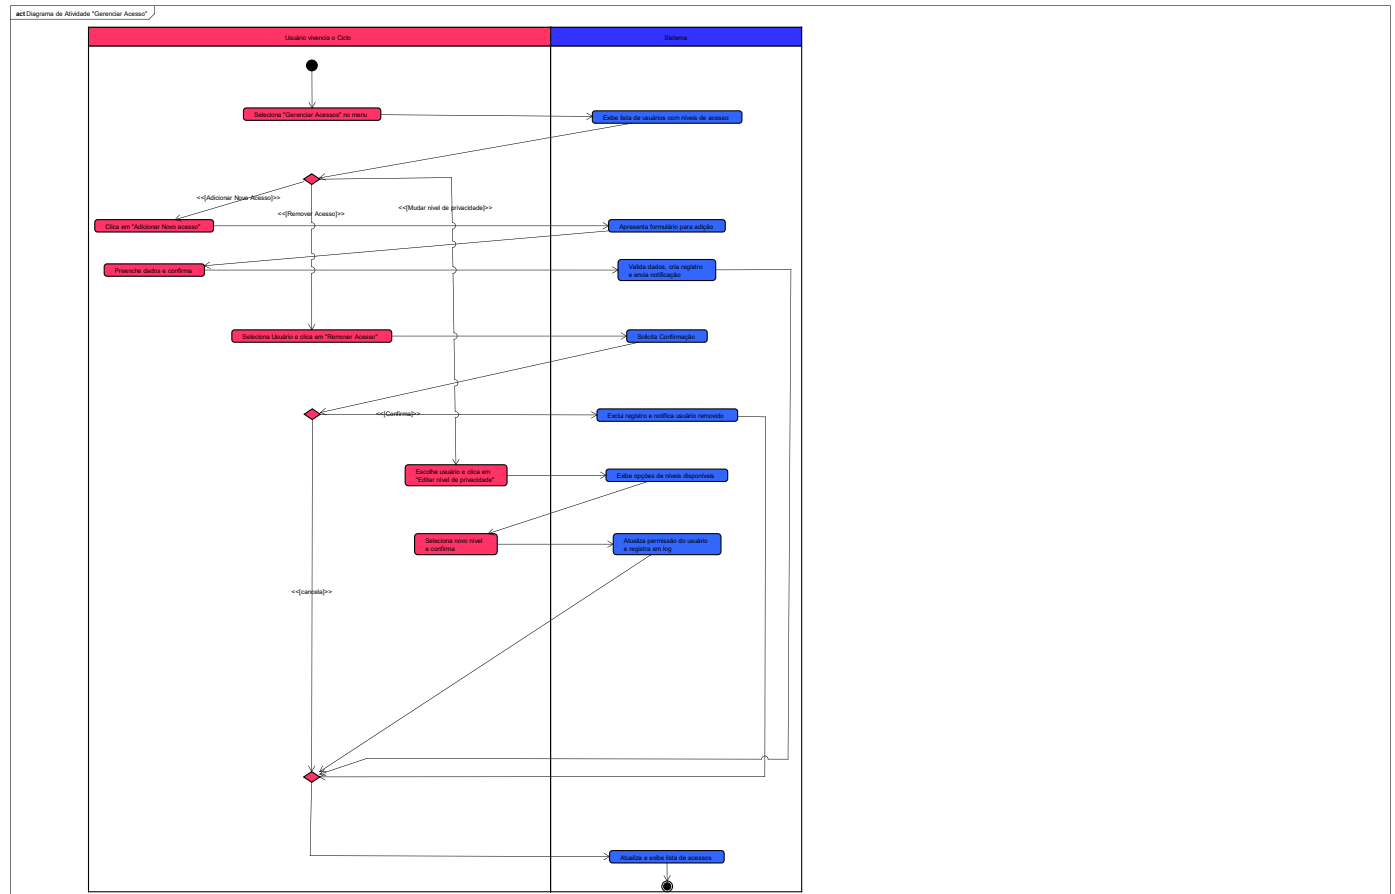 act Diagrama de Atividade "Gerenciar Acesso"
Usuário vivencia o Ciclo
Sistema
Seleciona "Gerenciar Acessos" no menu
Exibe lista de usuários com níveis de acesso
<<[Adicionar Novo Acesso]>>
<<[Remover Acesso]>>
<<[Mudar nível de privacidade]>>
Clica em "Adicionar Novo acesso"
Apresenta formulário para adição
Preenche dados e confirma
Valida dados, cria registro
e envia notificação
Seleciona Usuário e clica em "Remover Acesso"
Solicita Confirmação
<<[Confirma]>>
Exclui registro e notifica usuário removido
Escolhe usuário e clica em
"Editar nível de privacidade"
Exibe opções de níveis disponíveis
Seleciona novo nível
e confirma
Atualiza permissão do usuário
e registra em log
<<[cancela]>>
Atualiza e exibe lista de acessos